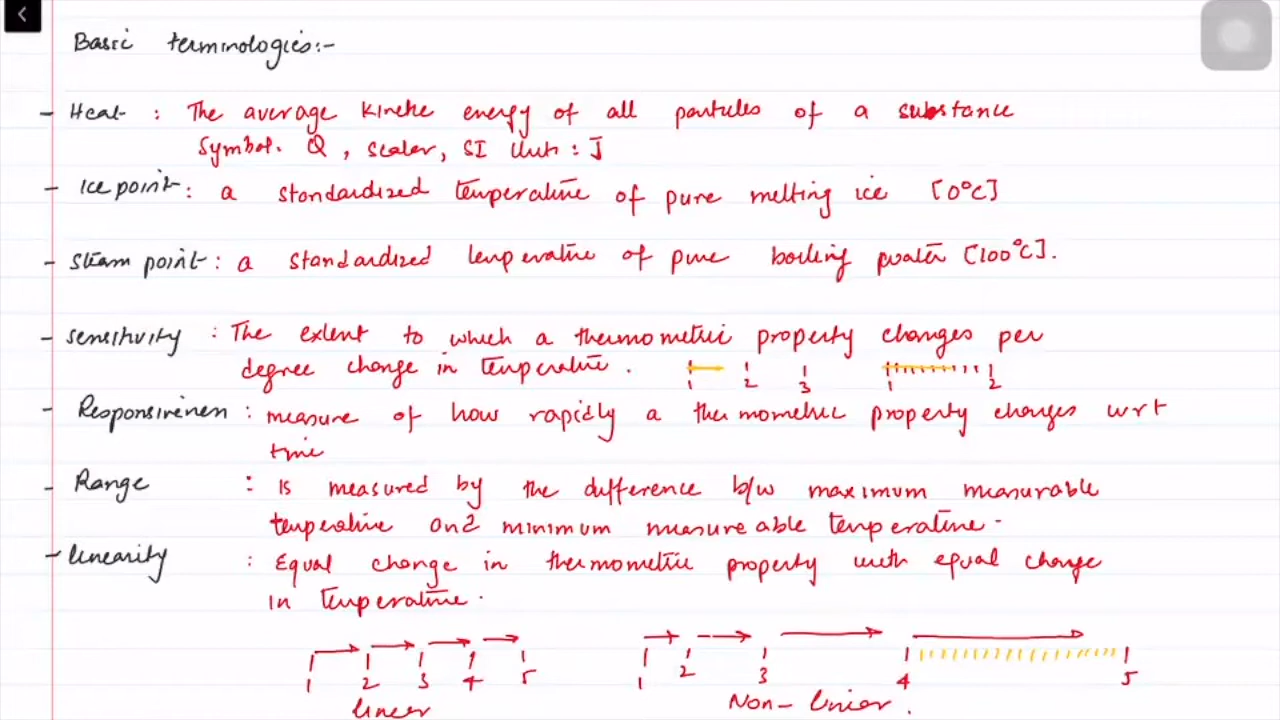 Basic terminologies:-
- Heat : The average kinetic energy of all particles of a substance
Symbol. Q, scaler, SI Unit : J
- Ice point : a standardized temperature of pure melting ice [0°C]
- Steam point : a standardized temperature of pure boiling water [100°C].
- sensitivity : The extent to which a thermometric property changes per
degree change in temperature.
1 2 3 1 2
- Responsiveness : measure of how rapidly a thermometric property changes wrt
time
- Range : is measured by the difference b/w maximum measurable
temperature and minimum measureable temperature.
- linearity : Equal change in thermometric property with equal change
in temperature.
1 2 3 4 5 1 2 3 4 5
linear Non-linear.